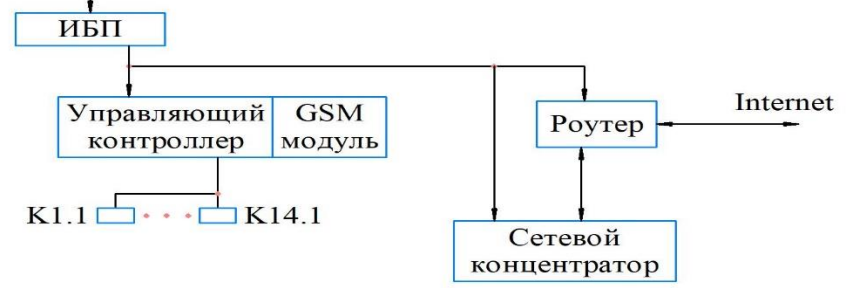 ИБП
Управляющий контроллер
GSM модуль
Роутер
Internet
K1.1
K14.1
Сетевой
концентратор